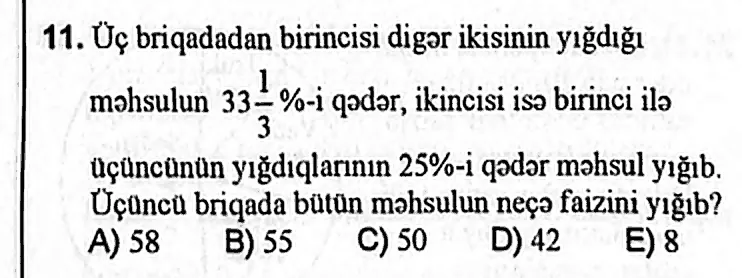 11. Üç briqadadan birincisi digər ikisinin yığdığı
məhsulun 33 1/3 %-i qədər, ikincisi isə birinci ilə
üçüncünün yığdıqlarının 25%-i qədər məhsul yığıb.
Üçüncü briqada bütün məhsulun neçə faizini yığıb?
A) 58 B) 55 C) 50 D) 42 E) 8